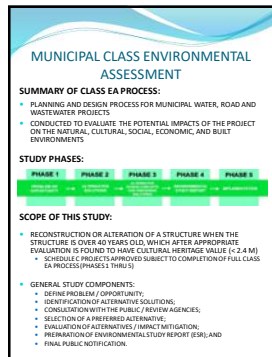 MUNICIPAL CLASS ENVIRONMENTAL
ASSESSMENT
SUMMARY OF CLASS EA PROCESS:
PLANNING AND DESIGN PROCESS FOR MUNICIPAL WATER, ROAD AND
WASTEWATER PROJECTS
CONDUCTED TO EVALUATE THE POTENTIAL IMPACTS OF THE PROJECT
ON THE NATURAL, CULTURAL, SOCIAL, ECONOMIC, AND BUILT
ENVIRONMENTS
STUDY PHASES:
PHASE 1 PHASE 2 PHASE 3 PHASE 4 PHASE 5
IMPLEMENTATION
SCOPE OF THIS STUDY:
RECONSTRUCTION OR ALTERATION OF A STRUCTURE WHEN THE
STRUCTURE IS OVER 40 YEARS OLD, WHICH AFTER APPROPRIATE
EVALUATION IS FOUND TO HAVE CULTURAL HERITAGE VALUE (< 2.4 M)
SCHEDULE C PROJECTS APPROVED SUBJECT TO COMPLETION OF FULL CLASS
EA PROCESS (PHASES 1 THRU 5)
GENERAL STUDY COMPONENTS:
DEFINE PROBLEM / OPPORTUNITY;
IDENTIFICATION OF ALTERNATIVE SOLUTIONS;
CONSULTATION WITH THE PUBLIC / REVIEW AGENCIES;
SELECTION OF A PREFERRED ALTERNATIVE;
EVALUATION OF ALTERNATIVES / IMPACT MITIGATION;
PREPARATION OF ENVIRONMENTAL STUDY REPORT (ESR); AND
FINAL PUBLIC NOTIFICATION.